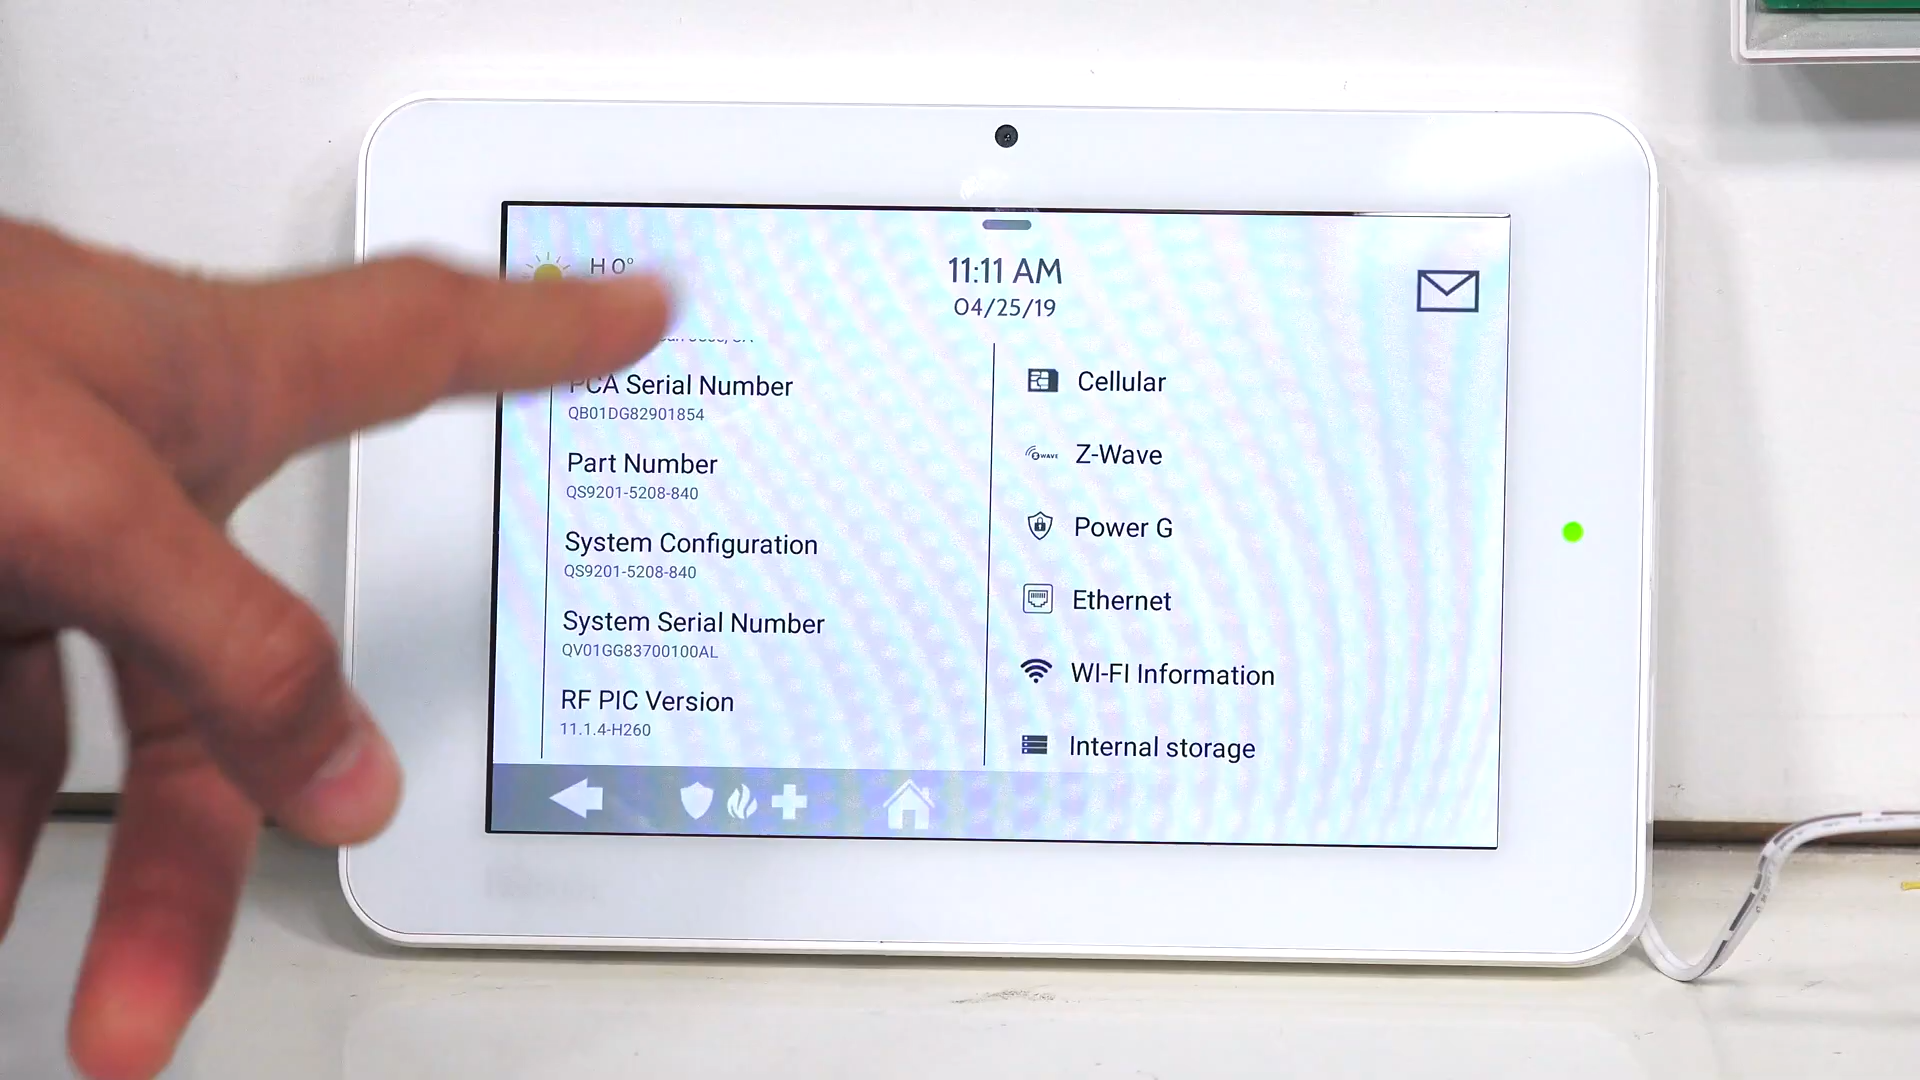 H 0°
11:11 AM
04/25/19
PCA Serial Number
QB01DG82901854
Part Number
QS9201-5208-840
System Configuration
QS9201-5208-840
System Serial Number
QV01GG83700100AL
RF PIC Version
11.1.4-H260
Cellular
Z-Wave
Power G
Ethernet
WI-FI Information
Internal storage